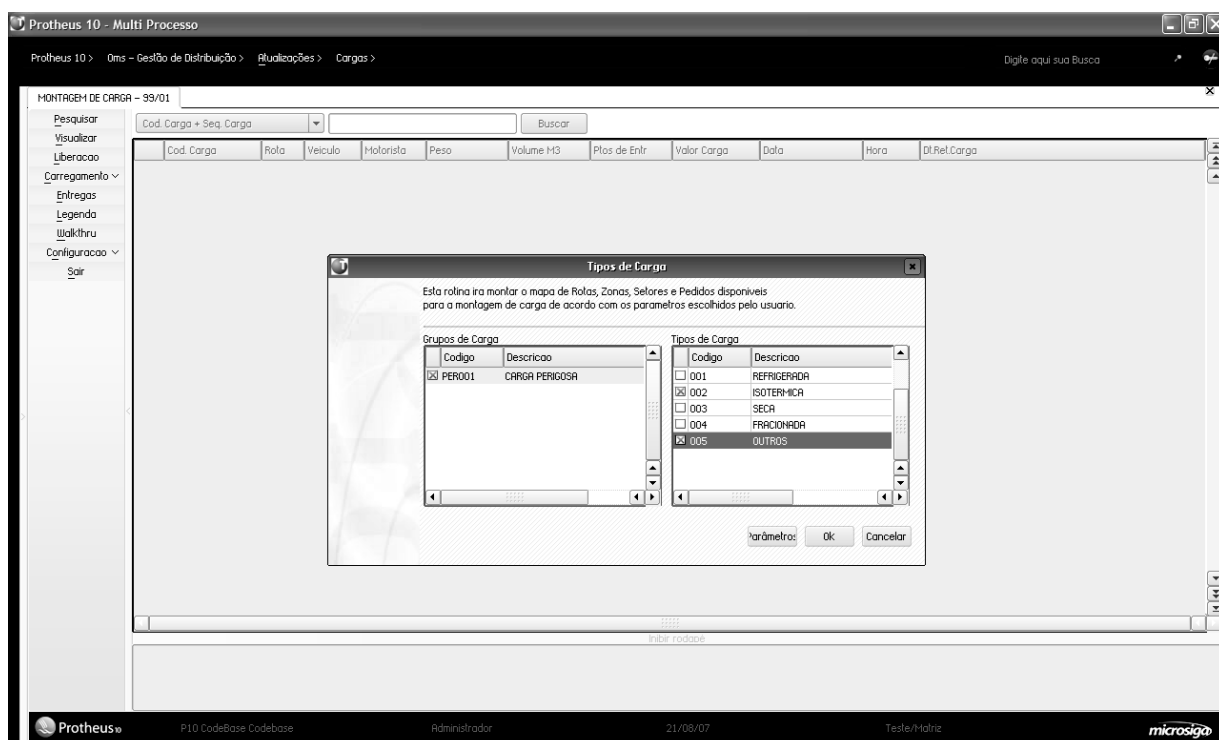 Protheus 10 - Multi Processo
Protheus 10 > Oms - Gestão de Distribuição > Atualizações > Cargas > Digite aqui sua Busca
MONTAGEM DE CARGA - 99/01
Pesquisar
Visualizar
Liberacao
Carregamento
Entregas
Legenda
Walkthru
Configuracao
Sair
Cod. Carga + Seq. Carga Buscar
Cod. Carga Rota Veiculo Motorista Peso Volume M3 Ptos de Entr Valor Carga Data Hora Dt.Ret.Carga
Tipos de Carga
Esta rotina ira montar o mapa de Rotas, Zonas, Setores e Pedidos disponiveis
para a montagem de carga de acordo com os parametros escolhidos pelo usuario.
Grupos de Carga
Codigo Descricao
PER001 CARGA PERIGOSA
Tipos de Carga
Codigo Descricao
001 REFRIGERADA
002 ISOTERMICA
003 SECA
004 FRACIONADA
005 OUTROS
Parâmetros Ok Cancelar
Inibir rodapé
Protheus 10 P10 CodeBase Codebase Administrador 21/08/07 Teste/Matriz microsiga